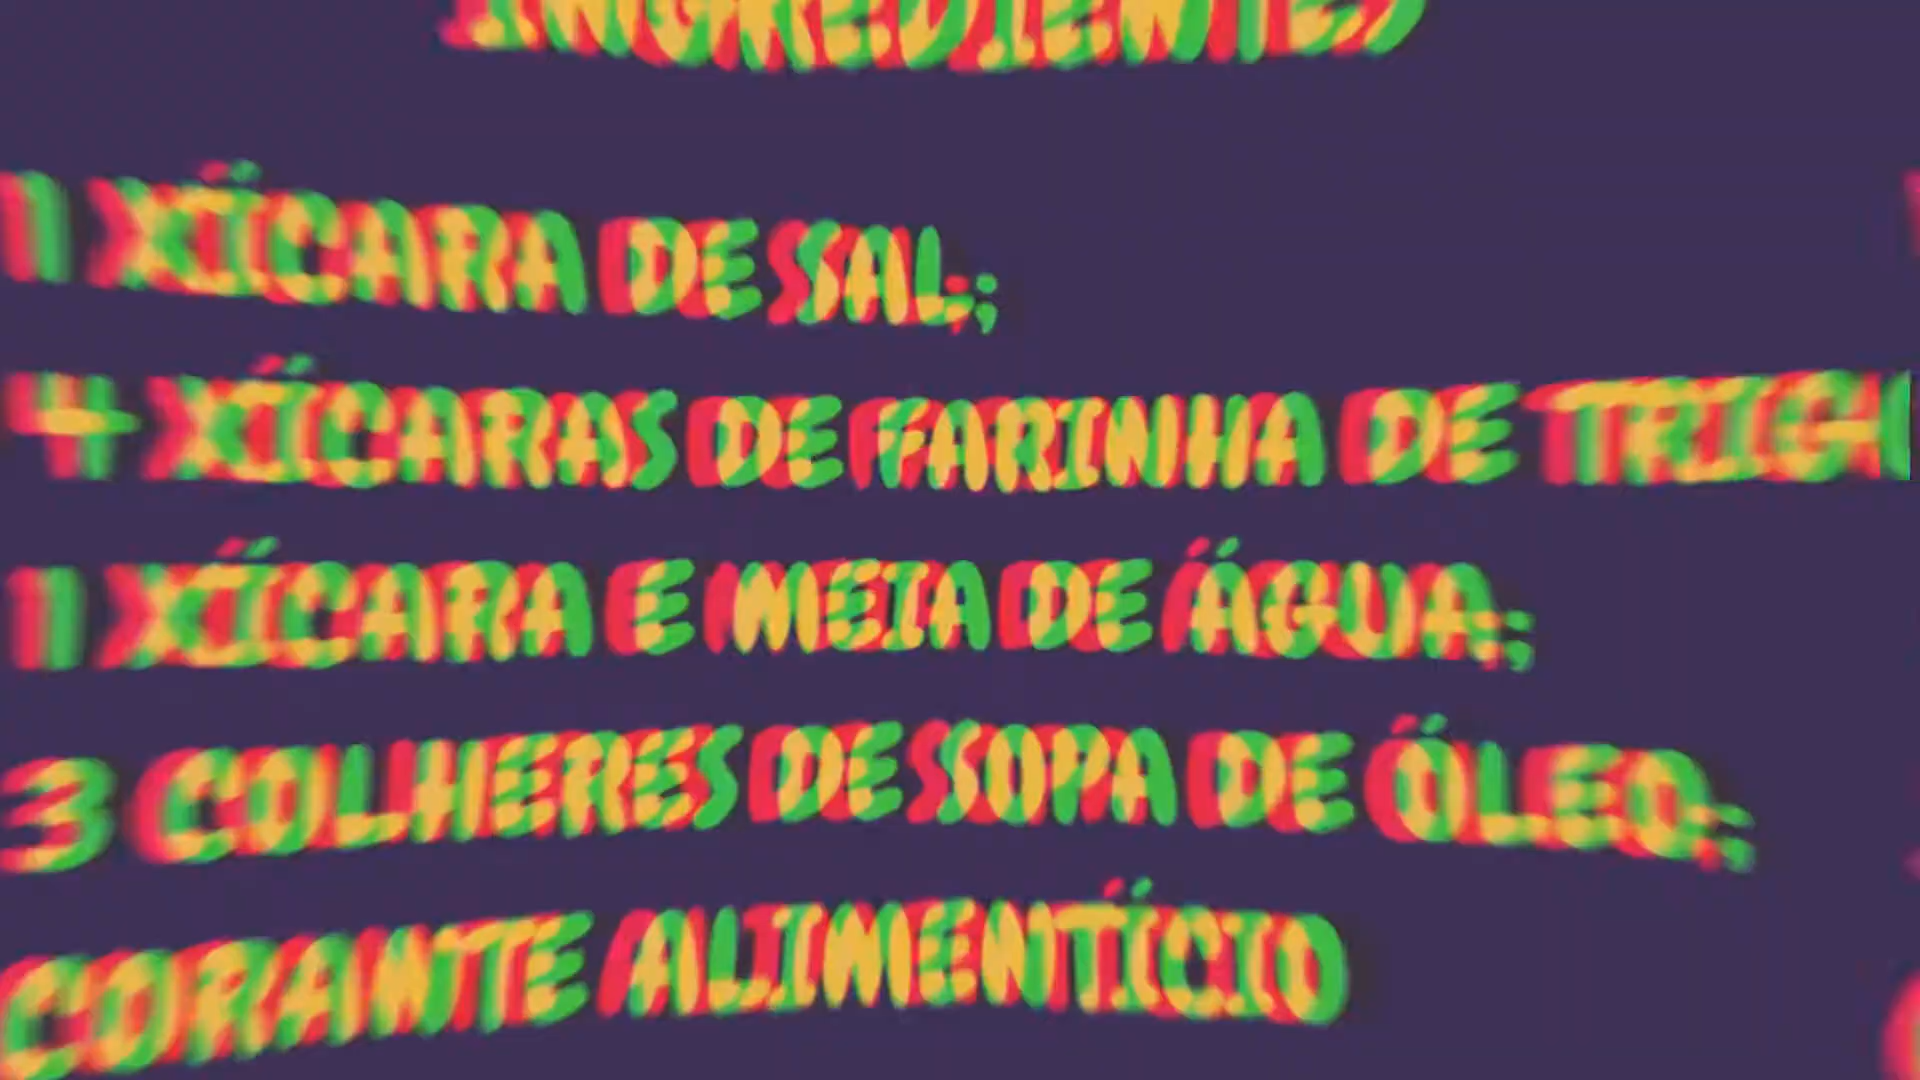 INGREDIENTES
1 XÍCARA DE SAL;
4 XÍCARAS DE FARINHA DE TRIG
1 XÍCARA E MEIA DE ÁGUA;
3 COLHERES DE SOPA DE ÓLEO;
CORANTE ALIMENTÍCIO